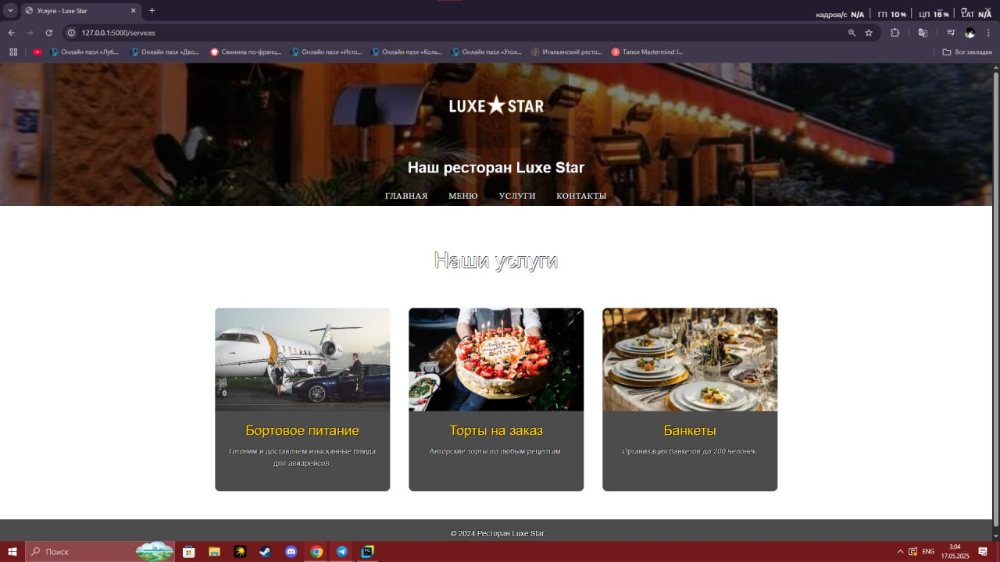 Услуги - Luxe Star
кадров/с N/A | ГП 10 % | ЦП 16 % | LAT N/A
127.0.0.1:5000/services
Онлайн пазл «Луб...
Онлайн пазл «Дво...
Свинина по-франц...
Онлайн пазл «Исто...
Онлайн пазл «Коль...
Онлайн пазл «Угол...
Итальянский ресто...
Тапки Mastermind J...
Все закладки
LUXE STAR
Наш ресторан Luxe Star
ГЛАВНАЯ МЕНЮ УСЛУГИ КОНТАКТЫ
Наши услуги
Бортовое питание
Готовим и доставляем изысканные блюда
для авиарейсов.
Торты на заказ
Авторские торты по любым рецептам.
Банкеты
Организация банкетов до 200 человек.
© 2024 Ресторан Luxe Star.
Поиск
ENG
3:04
17.05.2025